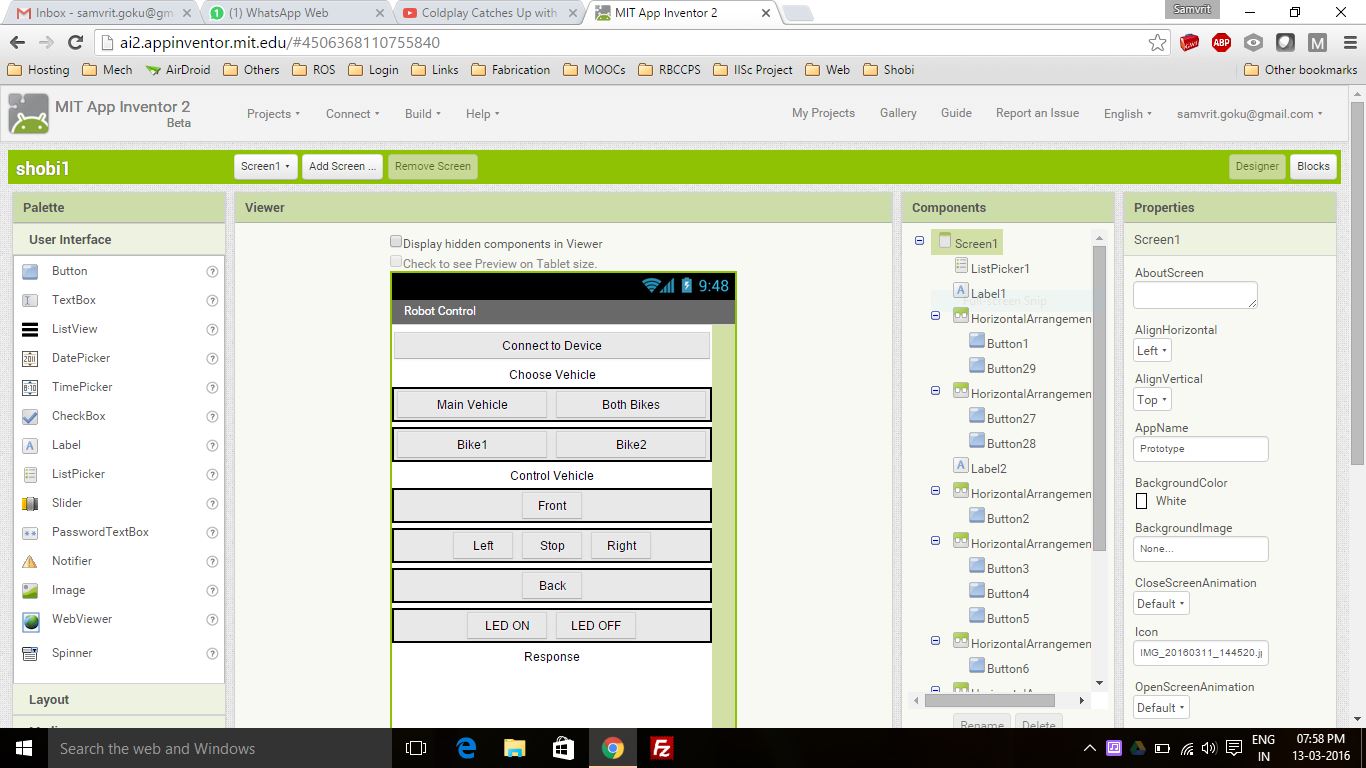 Inbox - samvrit.goku@gm
(1) WhatsApp Web
Coldplay Catches Up with
MIT App Inventor 2
Samvrit
ai2.appinventor.mit.edu/#4506368110755840
ABP
M
Hosting
Mech
AirDroid
Others
ROS
Login
Links
Fabrication
MOOCs
RBCCPS
IISc Project
Web
Shobi
Other bookmarks
MIT App Inventor 2
Beta
Projects
Connect
Build
Help
My Projects
Gallery
Guide
Report an Issue
English
samvrit.goku@gmail.com
shobi1
Screen1
Add Screen ...
Remove Screen
Designer
Blocks
Palette
User Interface
Button
TextBox
ListView
DatePicker
TimePicker
CheckBox
Label
ListPicker
Slider
PasswordTextBox
Notifier
Image
WebViewer
Spinner
Layout
Viewer
Display hidden components in Viewer
Check to see Preview on Tablet size.
9:48
Robot Control
Connect to Device
Choose Vehicle
Main Vehicle
Both Bikes
Bike1
Bike2
Control Vehicle
Front
Left
Stop
Right
Back
LED ON
LED OFF
Response
Components
Screen1
ListPicker1
Label1
Full-screen Snip
HorizontalArrangemen
Button1
Button29
HorizontalArrangemen
Button27
Button28
Label2
HorizontalArrangemen
Button2
HorizontalArrangemen
Button3
Button4
Button5
HorizontalArrangemen
Button6
Rename
Delete
Properties
Screen1
AboutScreen
AlignHorizontal
Left
AlignVertical
Top
AppName
Prototype
BackgroundColor
White
BackgroundImage
None...
CloseScreenAnimation
Default
Icon
IMG_20160311_144520.j
OpenScreenAnimation
Default
Search the web and Windows
ENG
IN
07:58 PM
13-03-2016